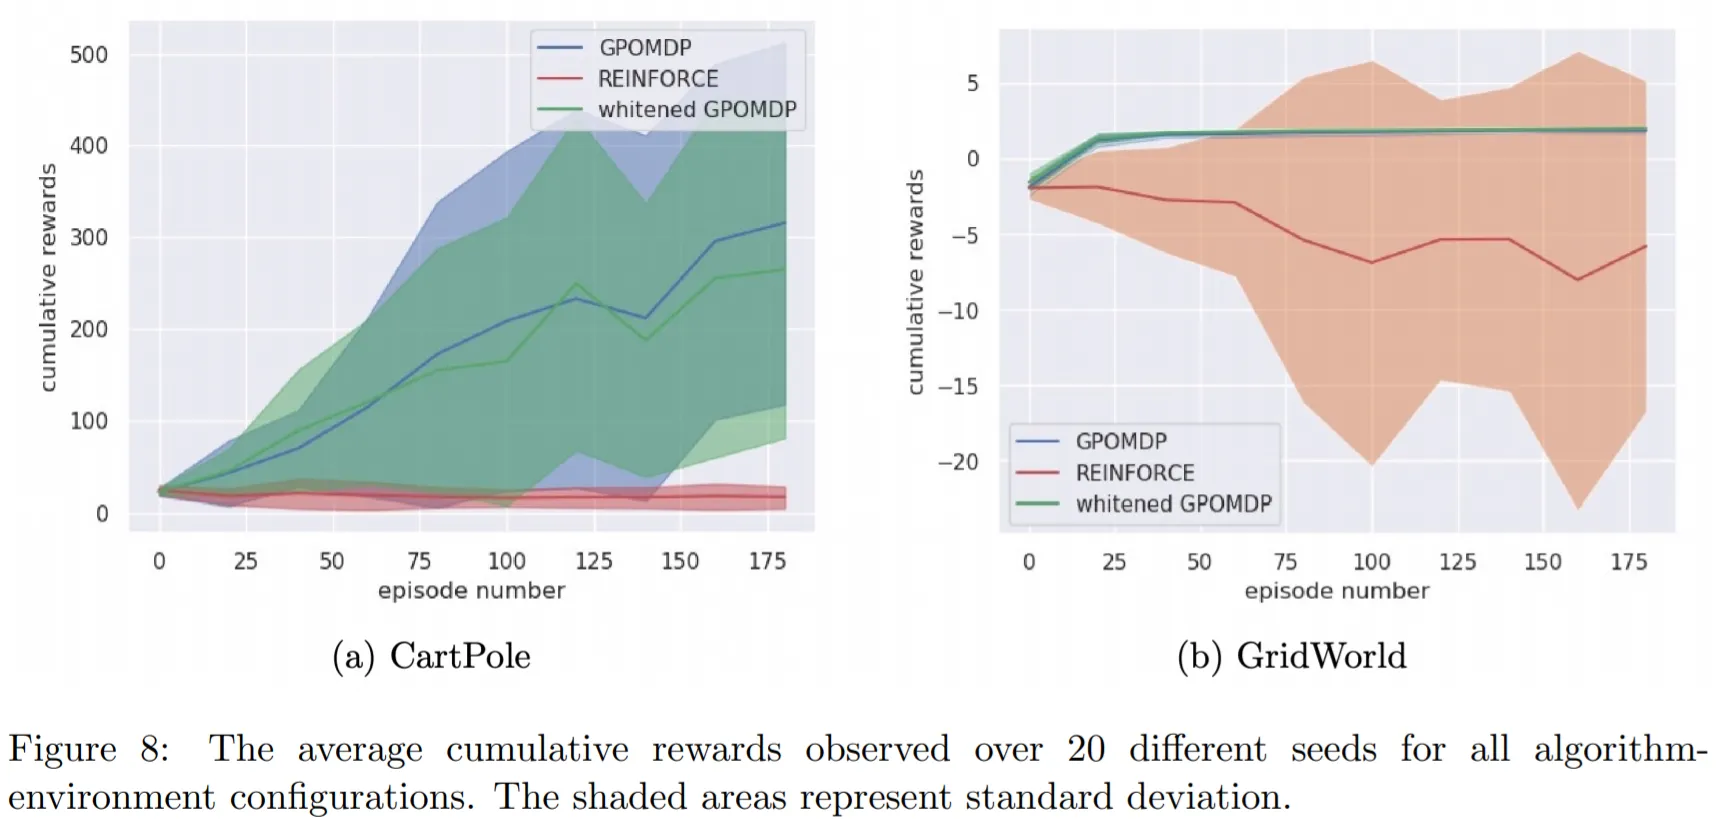 500
400
300
200
100
0
cumulative rewards
GPOMDP
REINFORCE
whitened GPOMDP
0 25 50 75 100 125 150 175
episode number
(a) CartPole
5
0
−5
−10
−15
−20
cumulative rewards
GPOMDP
REINFORCE
whitened GPOMDP
0 25 50 75 100 125 150 175
episode number
(b) GridWorld
Figure 8: The average cumulative rewards observed over 20 different seeds for all algorithm-
environment configurations. The shaded areas represent standard deviation.